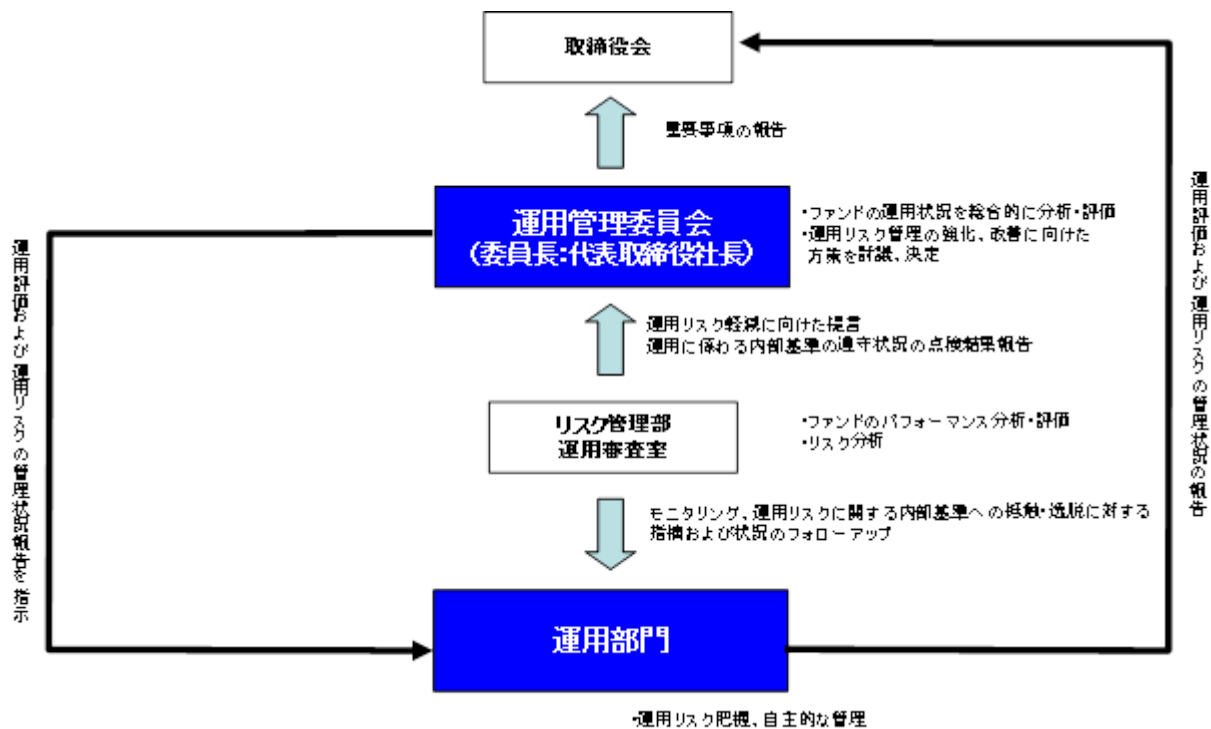 取締役会
重要事項の報告
運用管理委員会
(委員長:代表取締役社長)
・ファンドの運用状況を総合的に分析・評価
・運用リスク管理の強化、改善に向けた
方策を討議、決定
運用リスク軽減に向けた提言
運用に係わる内部基準の遵守状況の点検結果報告
リスク管理部
運用審査室
・ファンドのパフォーマンス分析・評価
・リスク分析
モニタリング、運用リスクに関する内部基準への抵触・逸脱に対する
指摘および状況のフォローアップ
運用部門
・運用リスク把握、自主的な管理
運用評価および運用リスクの管理状況報告を指示
運用評価および運用リスクの管理状況の報告